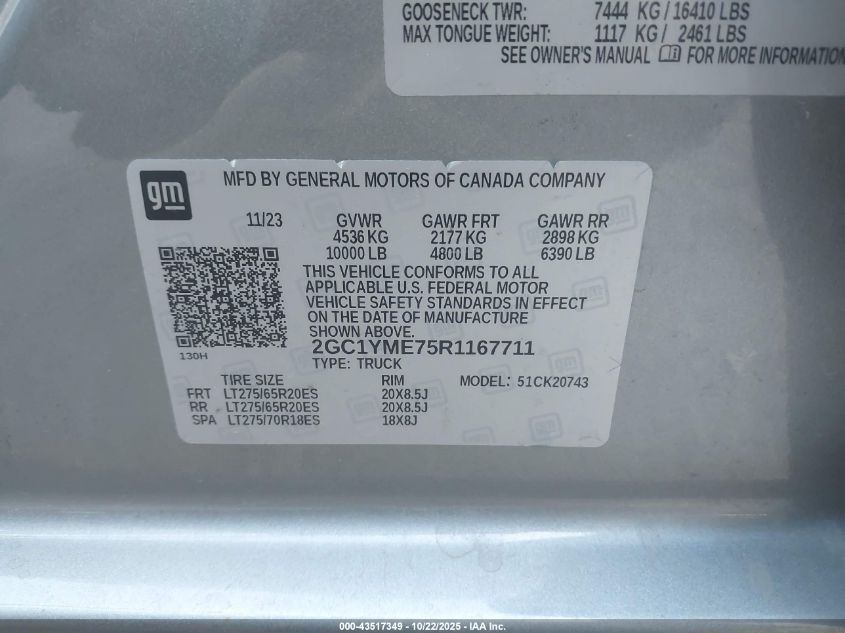 GOOSENECK TWR: 7444 KG/16410 LBS
MAX TONGUE WEIGHT: 1117 KG/ 2461 LBS
SEE OWNER'S MANUAL FOR MORE INFORMATION
gm
MFD BY GENERAL MOTORS OF CANADA COMPANY
11/23 GVWR GAWR FRT GAWR RR
4536 KG 2177 KG 2898 KG
10000 LB 4800 LB 6390 LB
THIS VEHICLE CONFORMS TO ALL
APPLICABLE U.S. FEDERAL MOTOR
VEHICLE SAFETY STANDARDS IN EFFECT
ON THE DATE OF MANUFACTURE
SHOWN ABOVE.
130H
2GC1YME75R1167711
TYPE: TRUCK
TIRE SIZE RIM MODEL: 51CK20743
FRT LT275/65R20ES 20X8.5J
RR LT275/65R20ES 20X8.5J
SPA LT275/70R18ES 18X8J
000-43517349 - 10/22/2025 - IAA Inc.